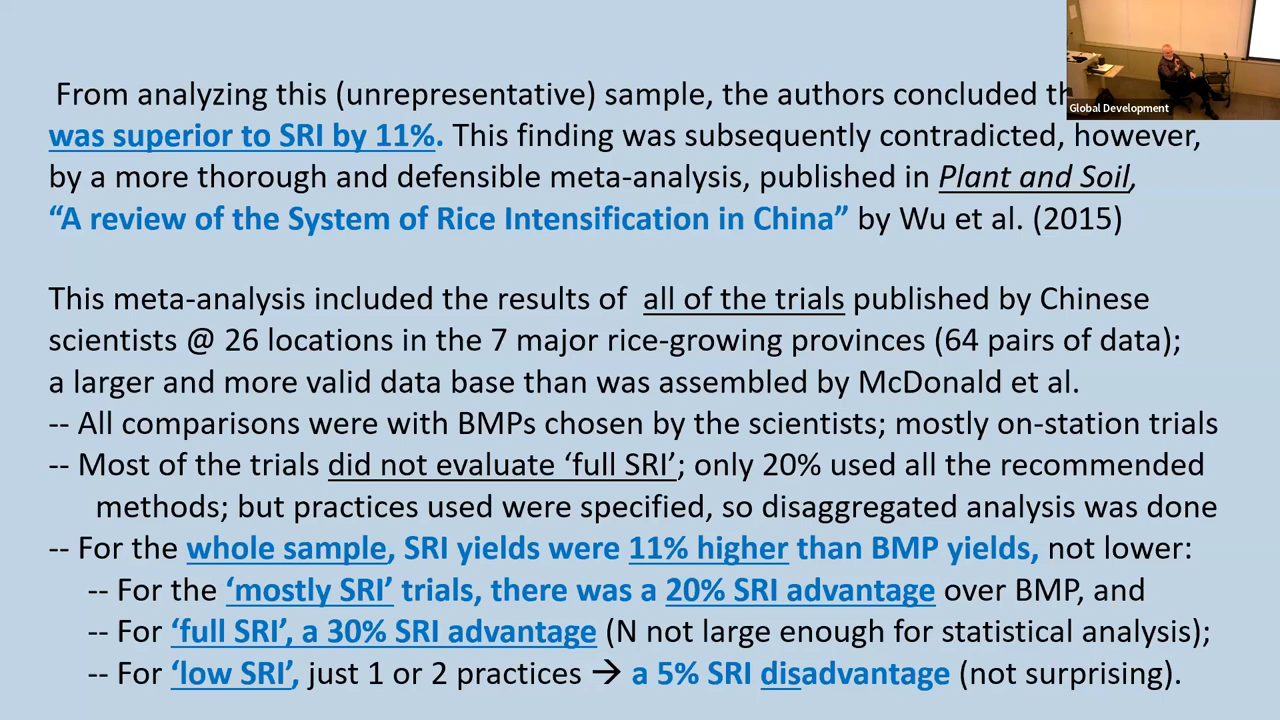 From analyzing this (unrepresentative) sample, the authors concluded
was superior to SRI by 11%. This finding was subsequently contradicted, however,
by a more thorough and defensible meta-analysis, published in Plant and Soil,
“A review of the System of Rice Intensification in China” by Wu et al. (2015)
This meta-analysis included the results of all of the trials published by Chinese
scientists @ 26 locations in the 7 major rice-growing provinces (64 pairs of data);
a larger and more valid data base than was assembled by McDonald et al.
-- All comparisons were with BMPs chosen by the scientists; mostly on-station trials
-- Most of the trials did not evaluate ‘full SRI’; only 20% used all the recommended
methods; but practices used were specified, so disaggregated analysis was done
-- For the whole sample, SRI yields were 11% higher than BMP yields, not lower:
-- For the ‘mostly SRI’ trials, there was a 20% SRI advantage over BMP, and
-- For ‘full SRI’, a 30% SRI advantage (N not large enough for statistical analysis);
-- For ‘low SRI’, just 1 or 2 practices → a 5% SRI disadvantage (not surprising).
Global Development